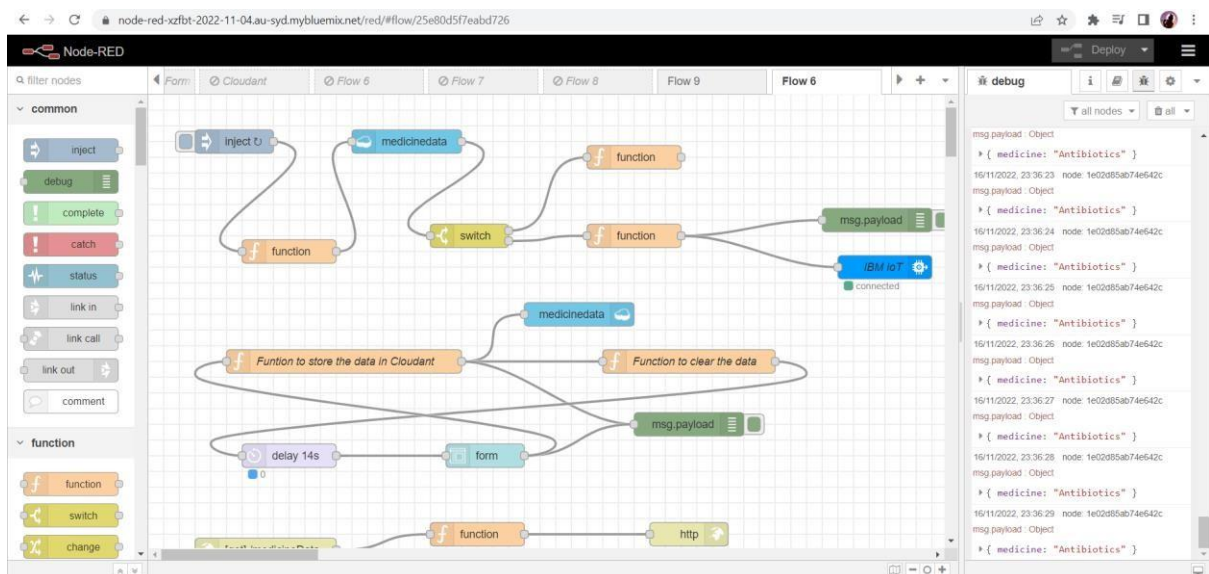 node-red-xzfbt-2022-11-04.au-syd.mybluemix.net/red/#flow/25e80d5f7eabd726
Node-RED
Deploy
filter nodes
Form
Cloudant
Flow 6
Flow 7
Flow 8
Flow 9
Flow 6
debug
i
all nodes
all
common
inject
debug
complete
catch
status
link in
link call
link out
comment
function
function
switch
change
inject ↻
medicinedata
function
function
switch
function
msg.payload
IBM IoT
connected
medicinedata
Funtion to store the data in Cloudant
Function to clear the data
msg.payload
delay 14s
form
0
function
http
msg.payload : Object
{ medicine: "Antibiotics" }
16/11/2022, 23:36:23 node: 1e02d85ab74e642c
msg.payload : Object
{ medicine: "Antibiotics" }
16/11/2022, 23:36:24 node: 1e02d85ab74e642c
msg.payload : Object
{ medicine: "Antibiotics" }
16/11/2022, 23:36:25 node: 1e02d85ab74e642c
msg.payload : Object
{ medicine: "Antibiotics" }
16/11/2022, 23:36:26 node: 1e02d85ab74e642c
msg.payload : Object
{ medicine: "Antibiotics" }
16/11/2022, 23:36:27 node: 1e02d85ab74e642c
msg.payload : Object
{ medicine: "Antibiotics" }
16/11/2022, 23:36:28 node: 1e02d85ab74e642c
msg.payload : Object
{ medicine: "Antibiotics" }
16/11/2022, 23:36:29 node: 1e02d85ab74e642c
msg.payload : Object
{ medicine: "Antibiotics" }